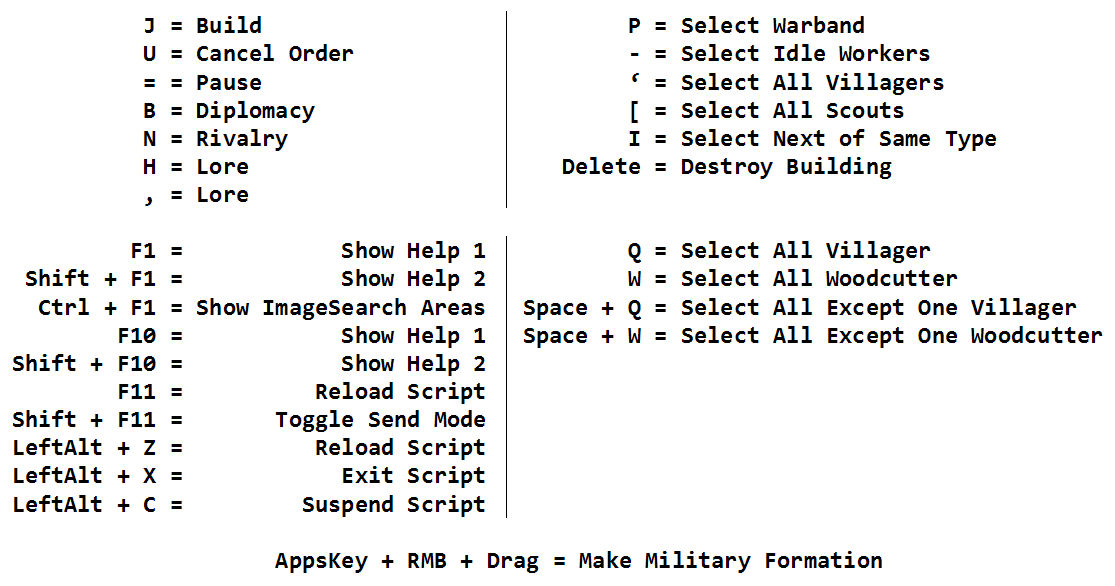 J = Build
U = Cancel Order
= = Pause
B = Diplomacy
N = Rivalry
H = Lore
, = Lore
P = Select Warband
- = Select Idle Workers
‘ = Select All Villagers
[ = Select All Scouts
I = Select Next of Same Type
Delete = Destroy Building
F1 = Show Help 1
Shift + F1 = Show Help 2
Ctrl + F1 = Show ImageSearch Areas
F10 = Show Help 1
Shift + F10 = Show Help 2
F11 = Reload Script
Shift + F11 = Toggle Send Mode
LeftAlt + Z = Reload Script
LeftAlt + X = Exit Script
LeftAlt + C = Suspend Script
Q = Select All Villager
W = Select All Woodcutter
Space + Q = Select All Except One Villager
Space + W = Select All Except One Woodcutter
AppsKey + RMB + Drag = Make Military Formation